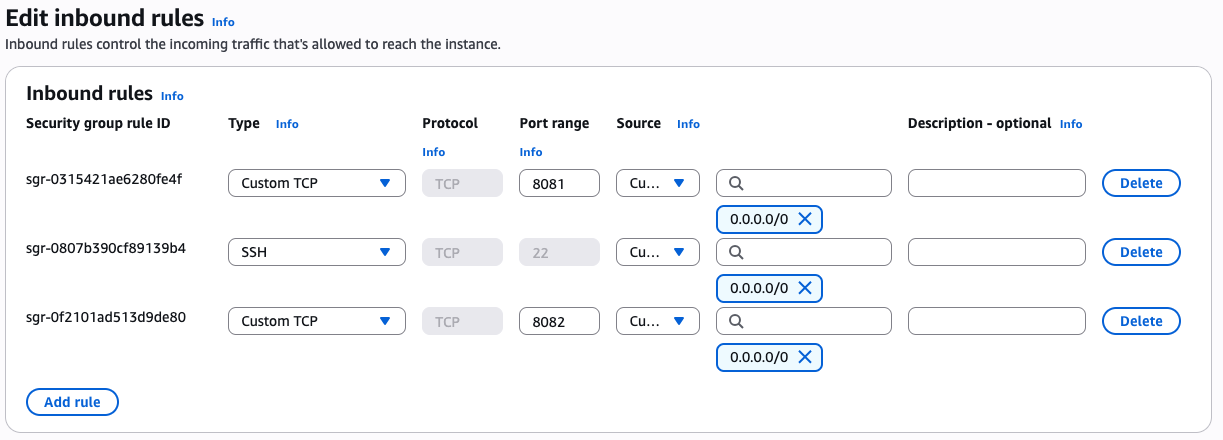 Edit inbound rules Info
Inbound rules control the incoming traffic that's allowed to reach the instance.
Inbound rules Info
Security group rule ID Type Info Protocol Info Port range Info Source Info Description - optional Info
sgr-0315421ae6280fe4f Custom TCP TCP 8081 Cu... Delete
0.0.0.0/0
sgr-0807b390cf89139b4 SSH TCP 22 Cu... Delete
0.0.0.0/0
sgr-0f2101ad513d9de80 Custom TCP TCP 8082 Cu... Delete
0.0.0.0/0
Add rule